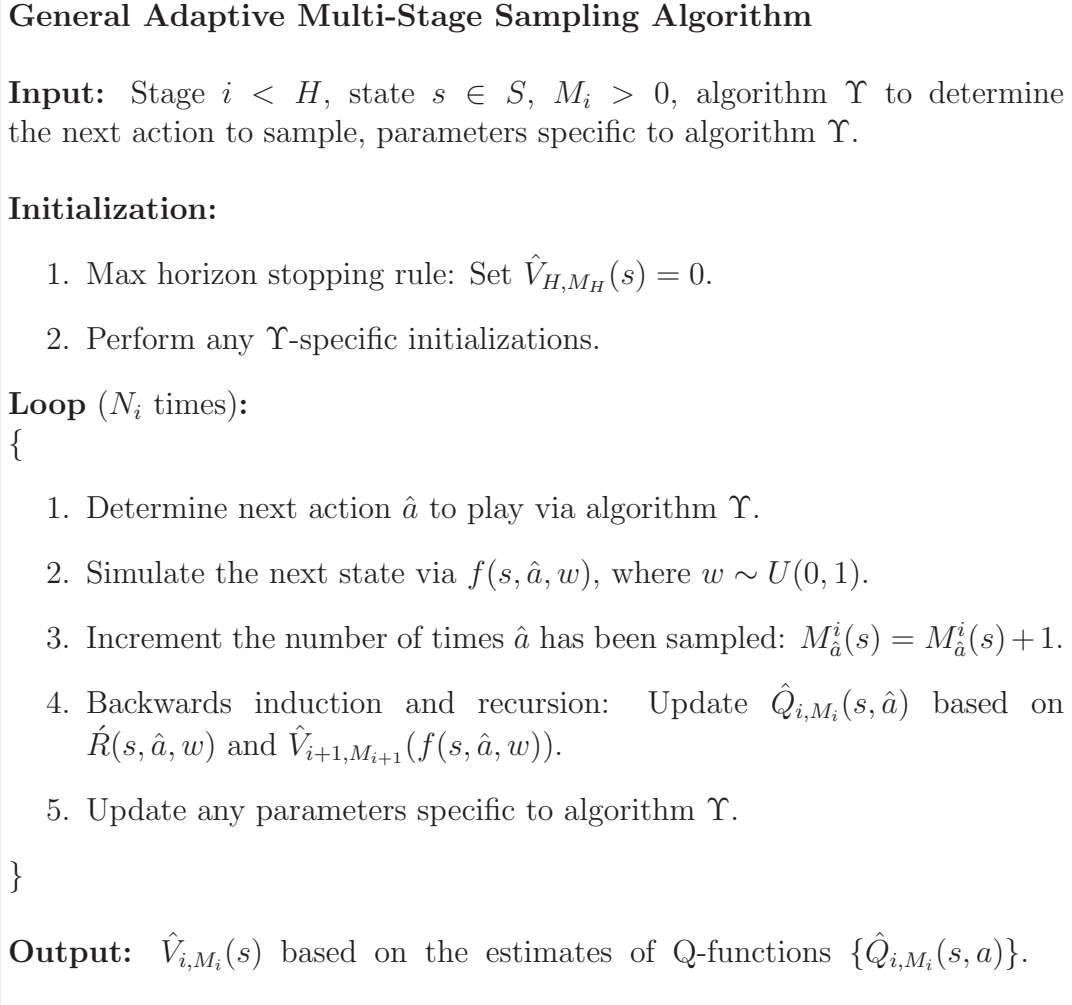 General Adaptive Multi-Stage Sampling Algorithm
Input: Stage i < H, state s ∈ S, M_i > 0, algorithm ϒ to determine
the next action to sample, parameters specific to algorithm ϒ.
Initialization:
1. Max horizon stopping rule: Set V̂_{H,M_H}(s) = 0.
2. Perform any ϒ-specific initializations.
Loop (N_i times):
{
1. Determine next action â to play via algorithm ϒ.
2. Simulate the next state via f(s, â, w), where w ∼ U(0, 1).
3. Increment the number of times â has been sampled: M^i_â(s) = M^i_â(s) + 1.
4. Backwards induction and recursion: Update Q̂_{i,M_i}(s, â) based on
Ŕ(s, â, w) and V̂_{i+1,M_{i+1}}(f(s, â, w)).
5. Update any parameters specific to algorithm ϒ.
}
Output: V̂_{i,M_i}(s) based on the estimates of Q-functions {Q̂_{i,M_i}(s, a)}.